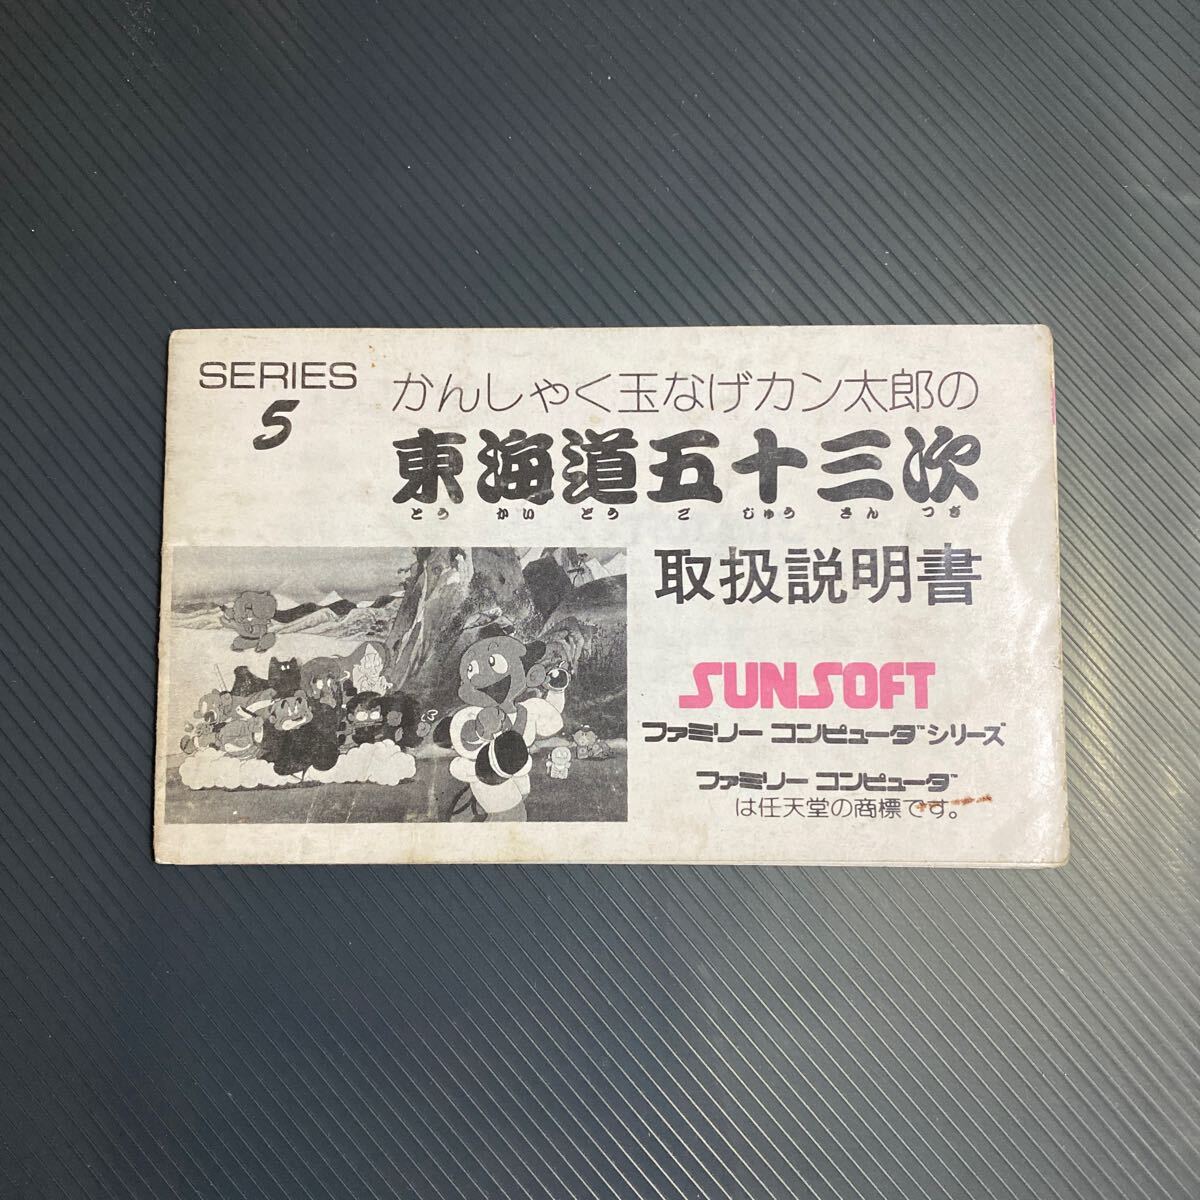 SERIES
5
かんしゃく玉なげカン太郎の
東海道五十三次
とう かい どう ご じゅう さん つぎ
取扱説明書
SUNSOFT
ファミリー コンピュータ™シリーズ
ファミリー コンピュータ™
は任天堂の商標です。